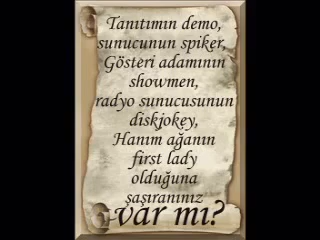 Tanıtımın demo,
sunucunun spiker,
Gösteri adamının
showmen,
radyo sunucusunun
diskjokey,
Hanım ağanın
first lady
olduğuna
şaşıranınız
var mı?